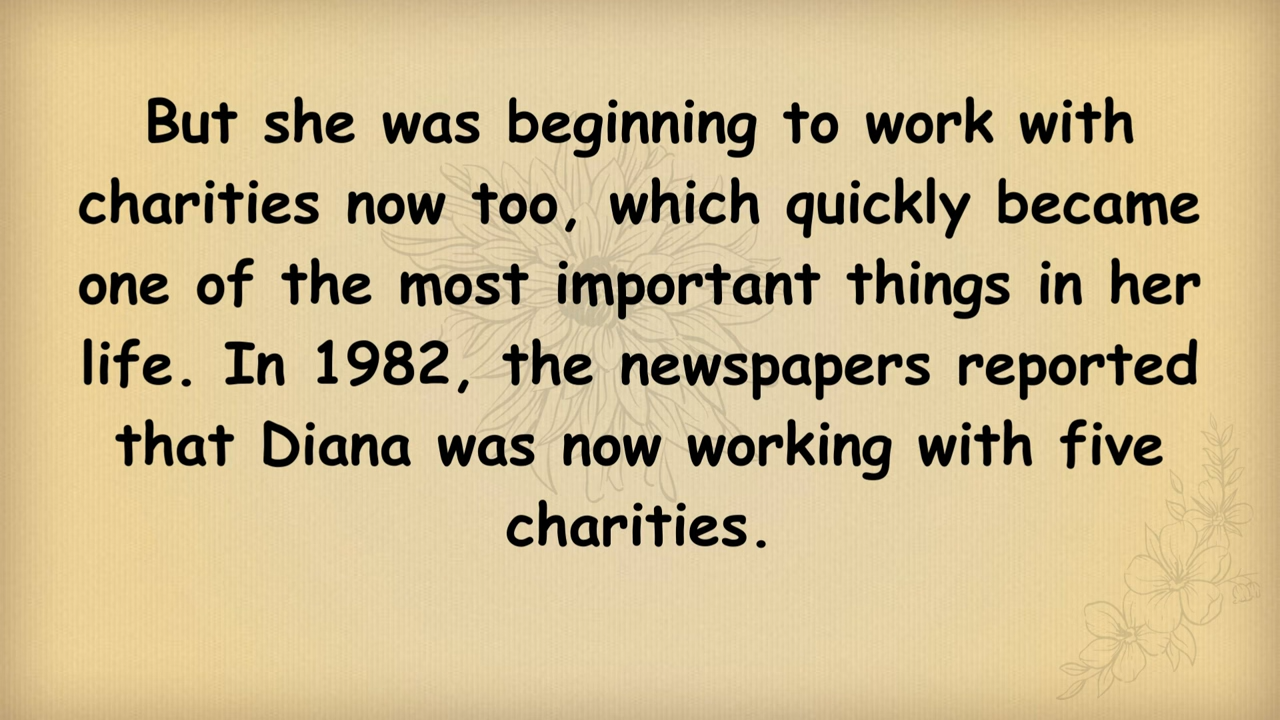 But she was beginning to work with
charities now too, which quickly became
one of the most important things in her
life. In 1982, the newspapers reported
that Diana was now working with five
charities.